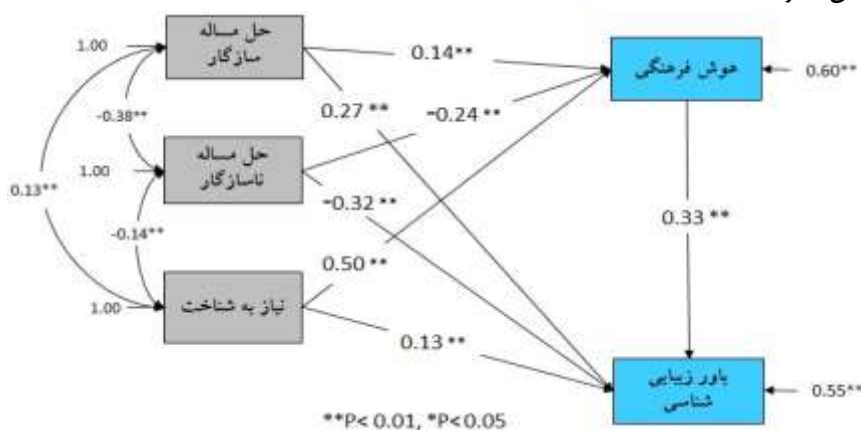 1.00
حل مساله
سازگار
0.14**
هوش فرهنگی
0.60**
-0.38**
0.27 **
-0.24 **
1.00
حل مساله
ناسازگار
0.13**
-0.32**
0.33 **
-0.14**
0.50 **
1.00
نیاز به شناخت
0.13 **
باور زیبایی
شناسی
0.55**
**P< 0.01, *P<0.05